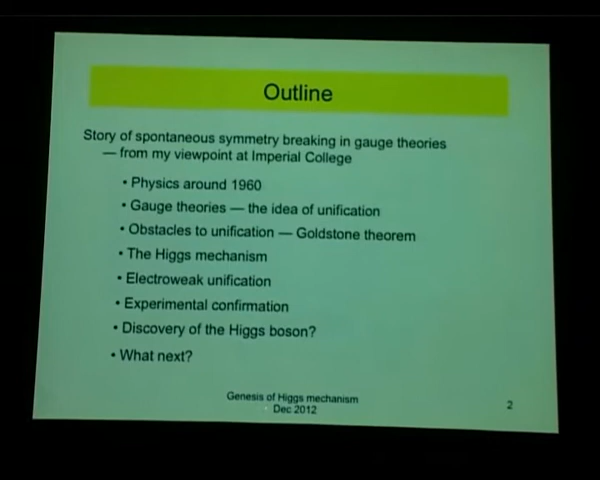 Outline
Story of spontaneous symmetry breaking in gauge theories
— from my viewpoint at Imperial College
• Physics around 1960
• Gauge theories — the idea of unification
• Obstacles to unification — Goldstone theorem
• The Higgs mechanism
• Electroweak unification
• Experimental confirmation
• Discovery of the Higgs boson?
• What next?
Genesis of Higgs mechanism
Dec 2012
2